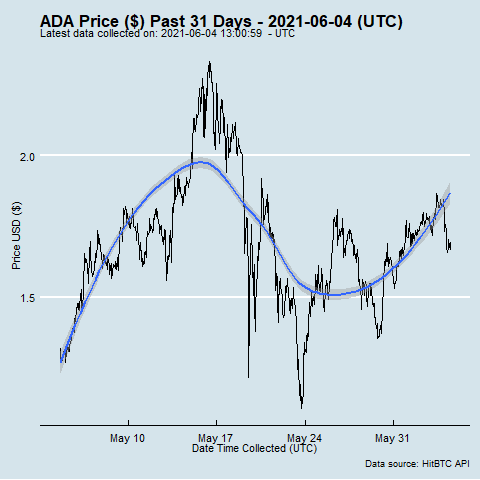 ADA Price ($) Past 31 Days - 2021-06-04 (UTC)
Latest data collected on: 2021-06-04 13:00:59 - UTC
2.0
Price USD ($)
1.5
May 10 May 17 May 24 May 31
Date Time Collected (UTC)
Data source: HitBTC API